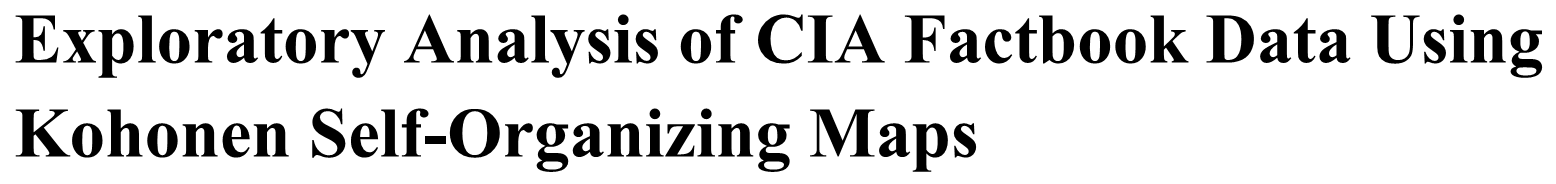 Exploratory Analysis of CIA Factbook Data Using
Kohonen Self-Organizing Maps